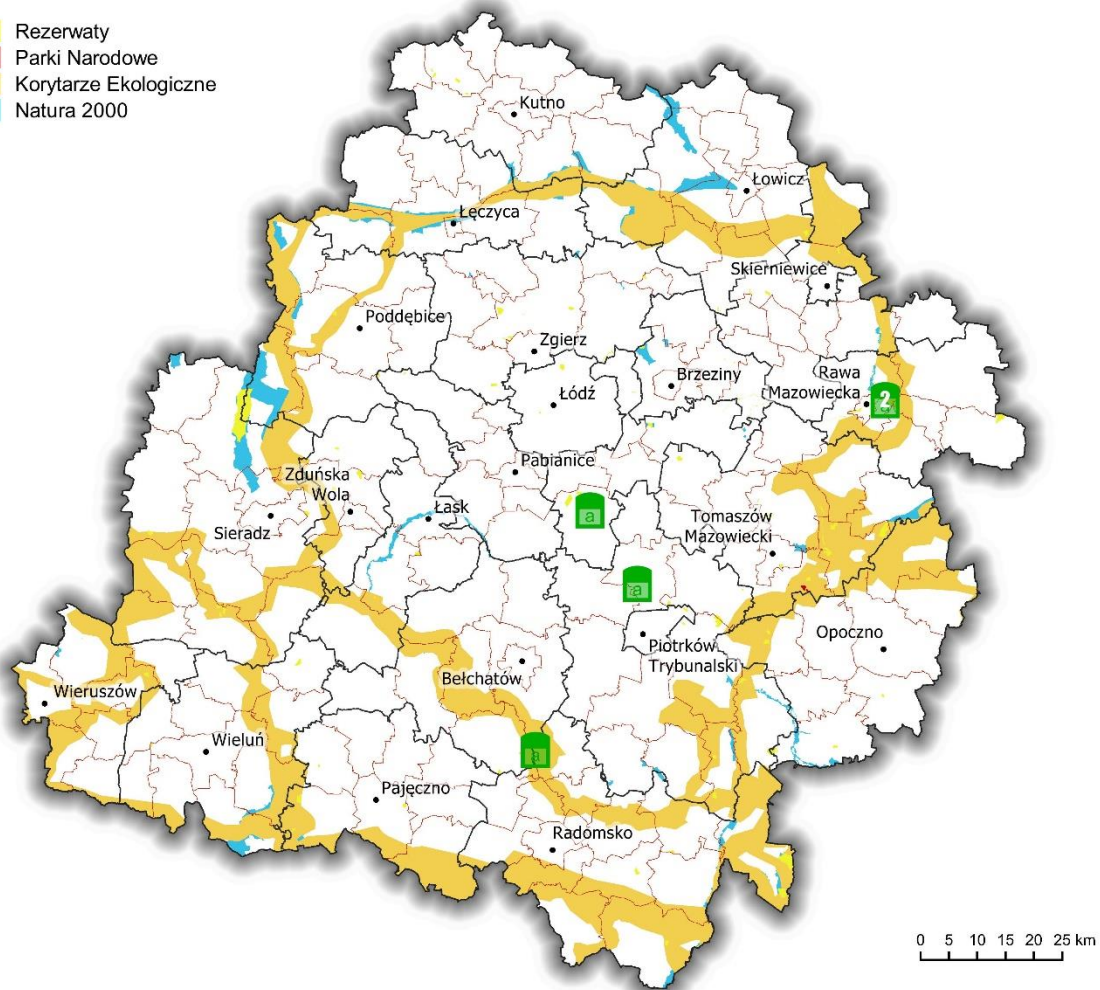 Rezerwaty
Parki Narodowe
Korytarze Ekologiczne
Natura 2000
Kutno
Łowicz
Łęczyca
Skierniewice
Poddębice
Zgierz
Brzeziny
Rawa
Mazowiecka
2
Łódź
Pabianice
Zduńska
Wola
a
Łask
Sieradz
Tomaszów
Mazowiecki
a
Opoczno
Piotrków
Trybunalski
Bełchatów
Wieruszów
Wieluń
a
Pajęczno
Radomsko
0 5 10 15 20 25 km